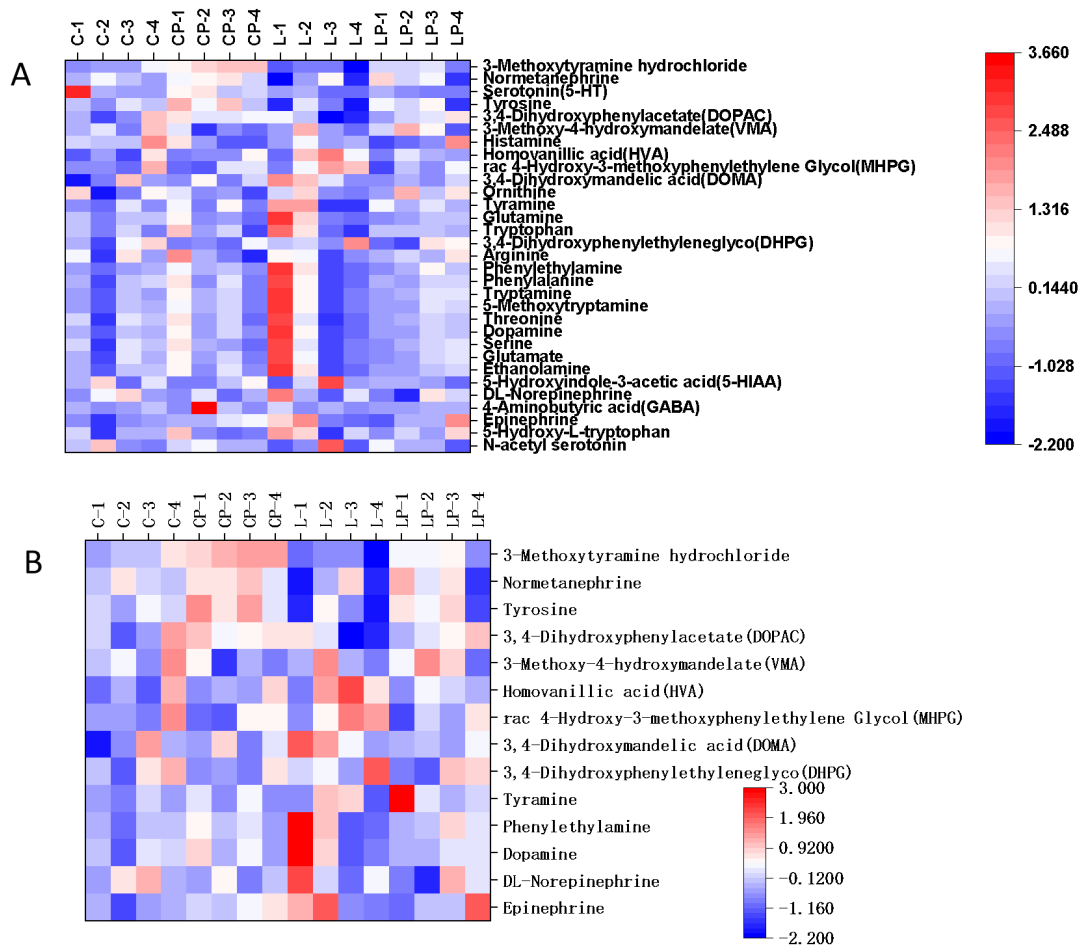 A
C-1 C-2 C-3 C-4 CP-1 CP-2 CP-3 CP-4 L-1 L-2 L-3 L-4 LP-1 LP-2 LP-3 LP-4
3-Methoxytyramine hydrochloride
Normetanephrine
Serotonin(5-HT)
Tyrosine
3,4-Dihydroxyphenylacetate(DOPAC)
3-Methoxy-4-hydroxymandelate(VMA)
Histamine
Homovanillic acid(HVA)
rac 4-Hydroxy-3-methoxyphenylethylene Glycol(MHPG)
3,4-Dihydroxymandelic acid(DOMA)
Ornithine
Tyramine
Glutamine
Tryptophan
3,4-Dihydroxyphenylethyleneglyco(DHPG)
Arginine
Phenylethylamine
Phenylalanine
Tryptamine
5-Methoxytryptamine
Threonine
Dopamine
Serine
Glutamate
Ethanolamine
5-Hydroxyindole-3-acetic acid(5-HIAA)
DL-Norepinephrine
4-Aminobutyric acid(GABA)
Epinephrine
5-Hydroxy-L-tryptophan
N-acetyl serotonin
3.660
2.488
1.316
0.1440
-1.028
-2.200
B
C-1 C-2 C-3 C-4 CP-1 CP-2 CP-3 CP-4 L-1 L-2 L-3 L-4 LP-1 LP-2 LP-3 LP-4
3-Methoxytyramine hydrochloride
Normetanephrine
Tyrosine
3,4-Dihydroxyphenylacetate(DOPAC)
3-Methoxy-4-hydroxymandelate(VMA)
Homovanillic acid(HVA)
rac 4-Hydroxy-3-methoxyphenylethylene Glycol(MHPG)
3,4-Dihydroxymandelic acid(DOMA)
3,4-Dihydroxyphenylethyleneglyco(DHPG)
Tyramine
Phenylethylamine
Dopamine
DL-Norepinephrine
Epinephrine
3.000
1.960
0.9200
-0.1200
-1.160
-2.200